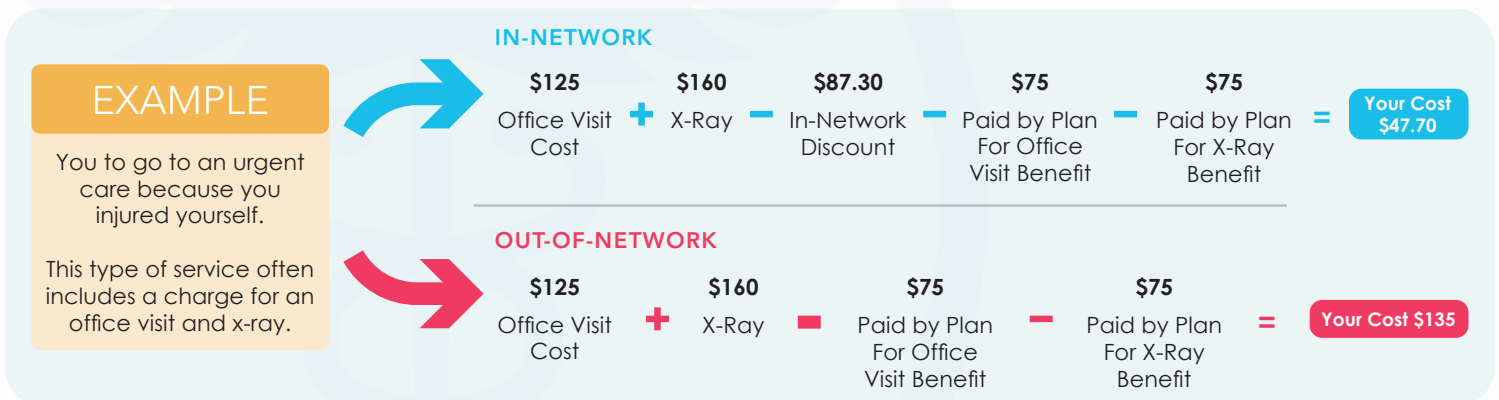 EXAMPLE
You to go to an urgent
care because you
injured yourself.
This type of service often
includes a charge for an
office visit and x-ray.
IN-NETWORK
$125
Office Visit
Cost
+
$160
X-Ray
-
$87.30
In-Network
Discount
-
$75
Paid by Plan
For Office
Visit Benefit
-
$75
Paid by Plan
For X-Ray
Benefit
=
Your Cost
$47.70
OUT-OF-NETWORK
$125
Office Visit
Cost
+
$160
X-Ray
-
$75
Paid by Plan
For Office
Visit Benefit
-
$75
Paid by Plan
For X-Ray
Benefit
=
Your Cost $135